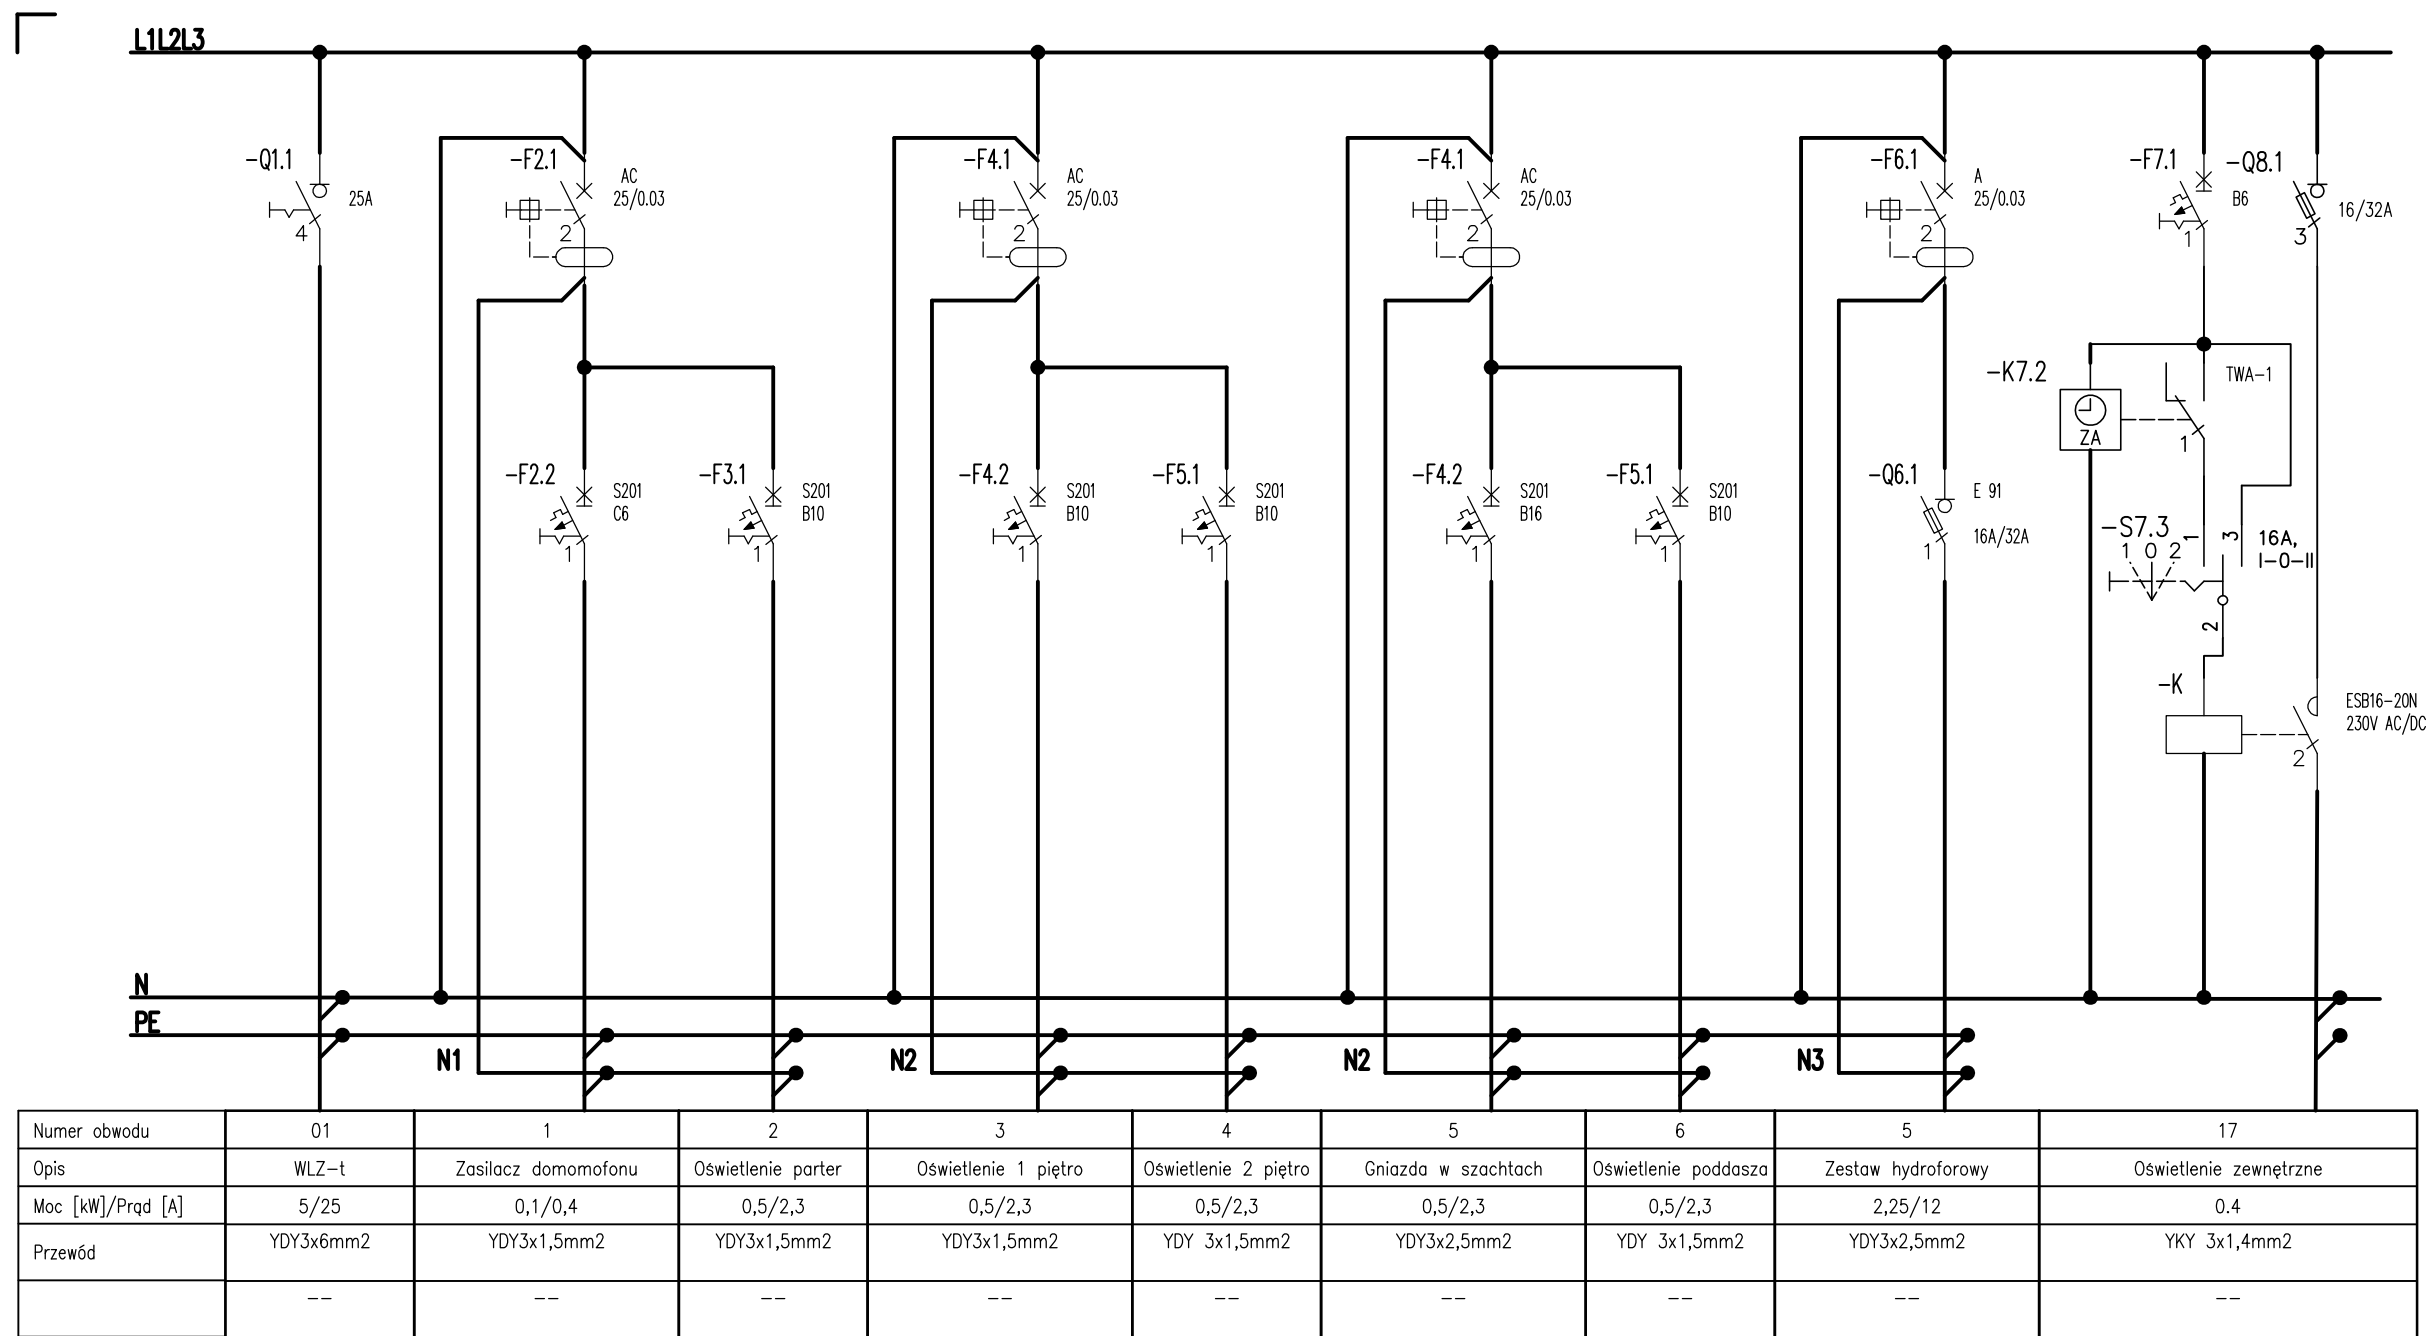 L1L2L3
-Q1.1
25A
4
-F2.1
AC
25/0.03
2
-F4.1
AC
25/0.03
2
-F4.1
AC
25/0.03
2
-F6.1
A
25/0.03
2
-F7.1
B6
1
-Q8.1
16/32A
3
-K7.2
ZA
TWA-1
1
-F2.2
S201
C6
1
-F3.1
S201
B10
1
-F4.2
S201
B10
1
-F5.1
S201
B10
1
-F4.2
S201
B16
1
-F5.1
S201
B10
1
-Q6.1
E 91
16A/32A
1
-S7.3
1 0 2
1
3
16A,
I-0-II
2
-K
ESB16-20N
230V AC/DC
2
N
PE
N1
N2
N2
N3
Numer obwodu 01 1 2 3 4 5 6 5 17
Opis WLZ-t Zasilacz domomofonu Oświetlenie parter Oświetlenie 1 piętro Oświetlenie 2 piętro Gniazda w szachtach Oświetlenie poddasza Zestaw hydroforowy Oświetlenie zewnętrzne
Moc [kW]/Prąd [A] 5/25 0,1/0,4 0,5/2,3 0,5/2,3 0,5/2,3 0,5/2,3 0,5/2,3 2,25/12 0.4
Przewód YDY3x6mm2 YDY3x1,5mm2 YDY3x1,5mm2 YDY3x1,5mm2 YDY 3x1,5mm2 YDY3x2,5mm2 YDY 3x1,5mm2 YDY3x2,5mm2 YKY 3x1,4mm2
-- -- -- -- -- -- -- -- --